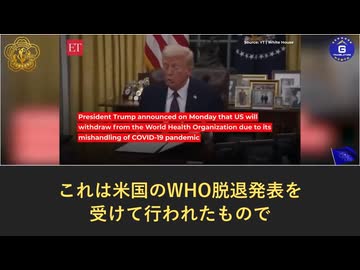 ET
Source: YT | White House
President Trump announced on Monday that US will
withdraw from the World Health Organization due to its
mishandling of COVID-19 pandemic
これは米国のWHO脱退発表を
受けて行われたもので